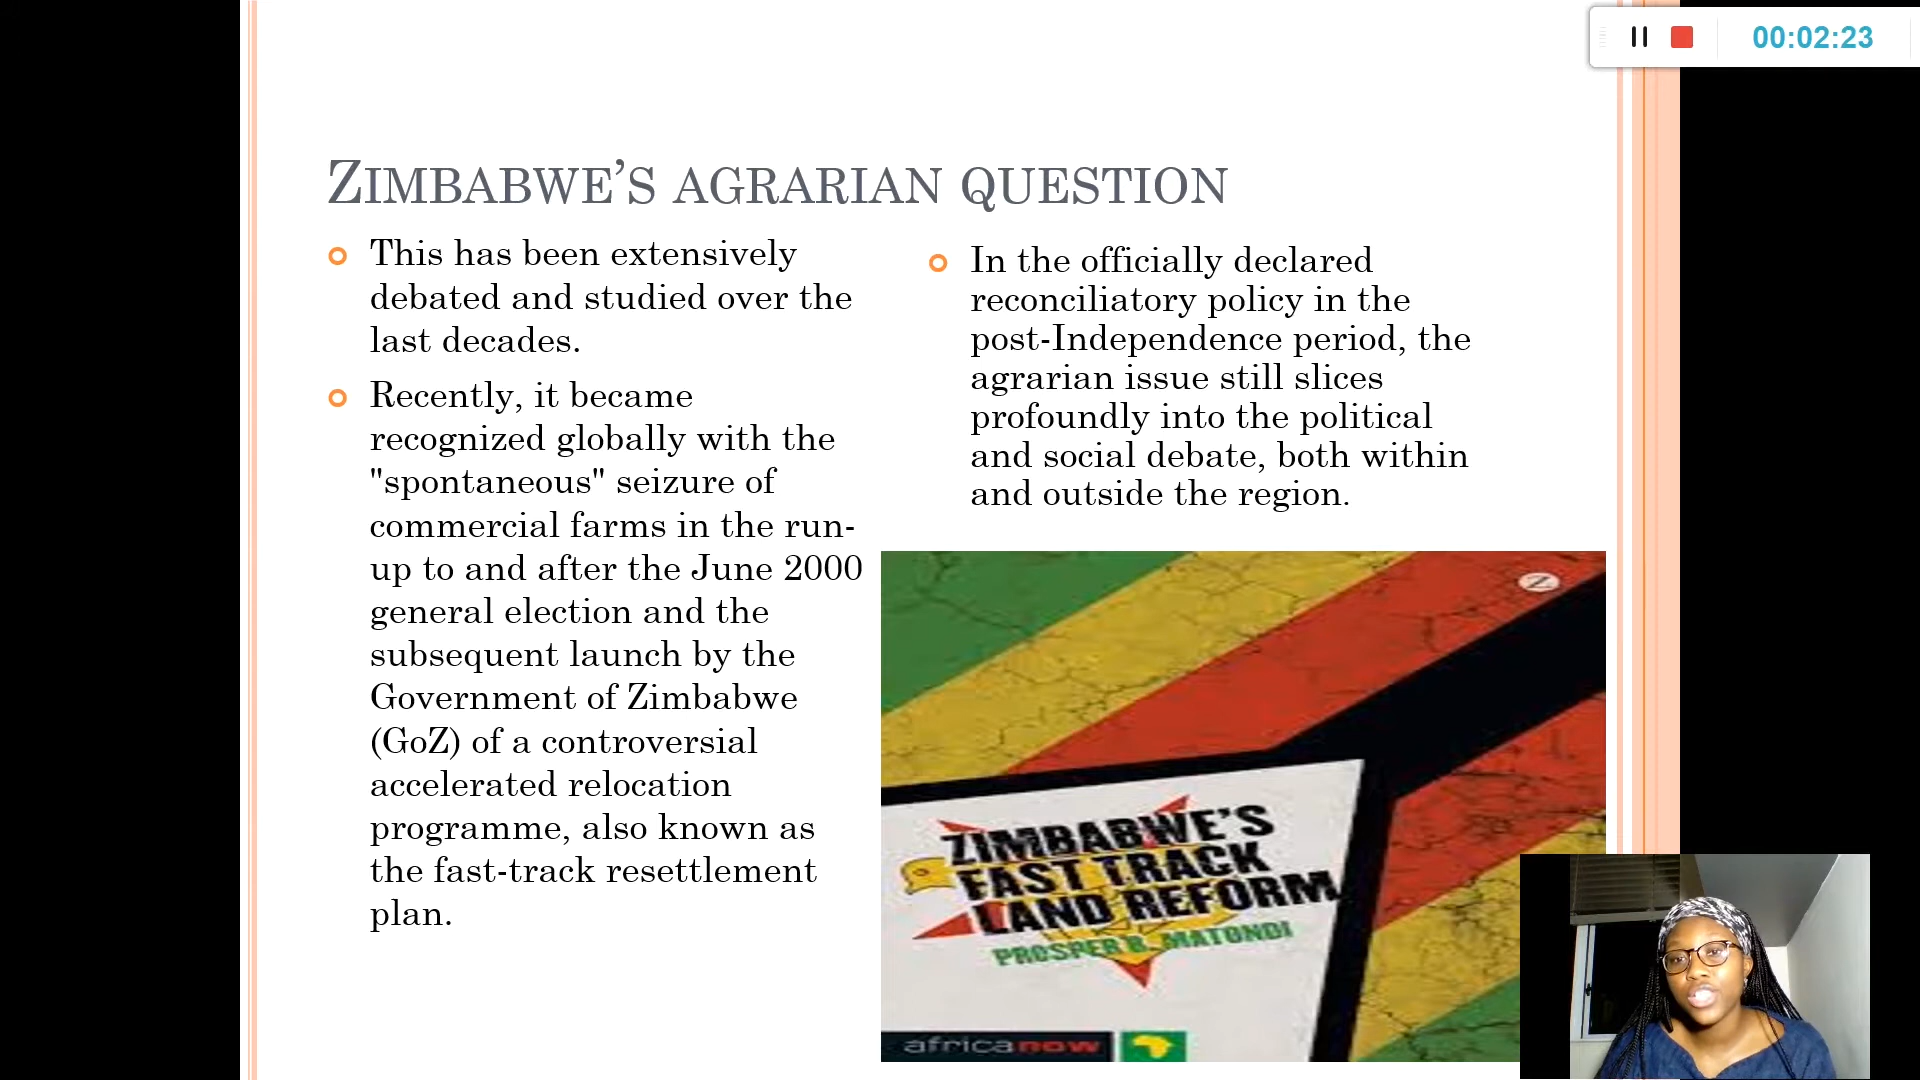 00:02:23
ZIMBABWE'S AGRARIAN QUESTION
This has been extensively
debated and studied over the
last decades.
Recently, it became
recognized globally with the
"spontaneous" seizure of
commercial farms in the run-
up to and after the June 2000
general election and the
subsequent launch by the
Government of Zimbabwe
(GoZ) of a controversial
accelerated relocation
programme, also known as
the fast-track resettlement
plan.
In the officially declared
reconciliatory policy in the
post-Independence period, the
agrarian issue still slices
profoundly into the political
and social debate, both within
and outside the region.
Z
ZIMBABWE'S
FAST TRACK
LAND REFORM
PROSPER B. MATONDI
africanow